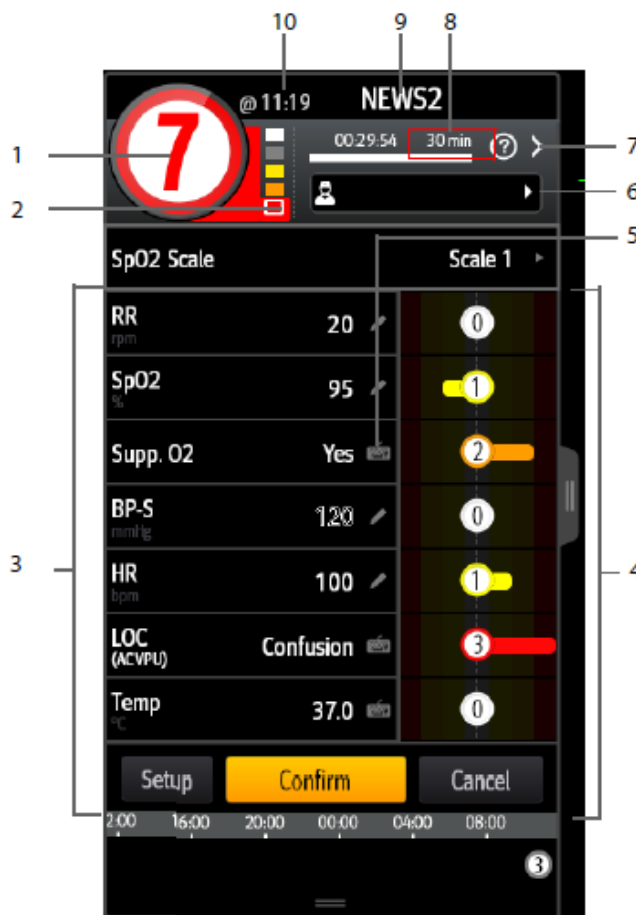 10 9 8
@ 11:19 NEWS2
7
00:29:54 30 min ?
1
2
7
6
5
SpO2 Scale Scale 1
RR 20 0
rpm
SpO2 95 1
%
Supp. O2 Yes 2
BP-S 120 0
mmHg
3
4
HR 100 1
bpm
LOC Confusion 3
(ACVPU)
Temp 37.0 0
°C
Setup Confirm Cancel
2:00 16:00 20:00 00:00 04:00 08:00
3